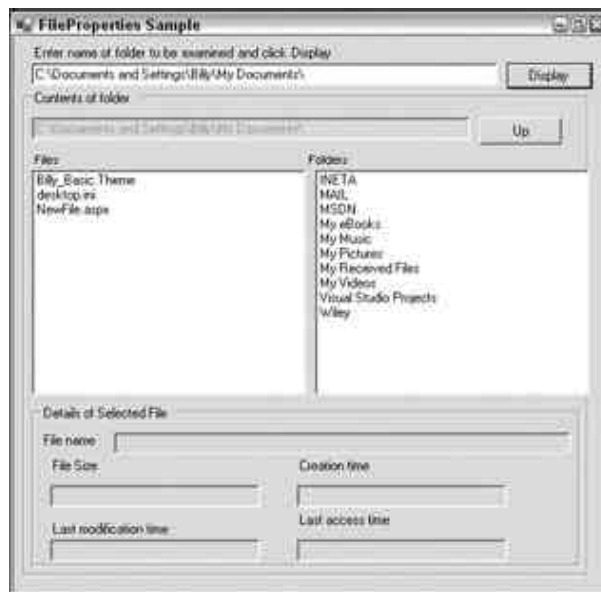 FileProperties Sample
Enter name of folder to be examined and click Display
C:\Documents and Settings\Billy\My Documents\
Display
Contents of folder
C:\Documents and Settings\Billy\My Documents\
Up
Files
Folders
Billy_Basic.Theme
desktop.ini
NewFile.aspx
INETA
MAIL
MSDN
My eBooks
My Music
My Pictures
My Received Files
My Videos
Visual Studio Projects
Wiley
Details of Selected File
File name
File Size
Creation time
Last modification time
Last access time